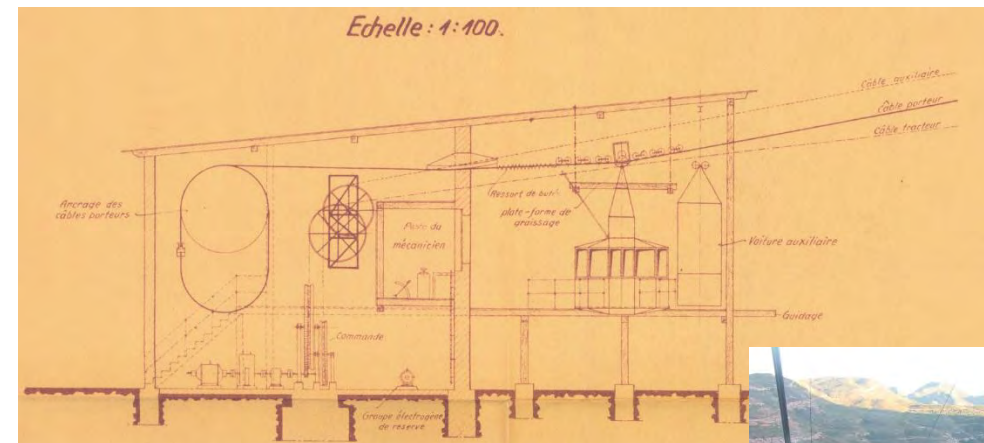 Echelle : 1:100.
Câble auxiliaire
Câble porteur
Câble tracteur
Ancrage des
câbles porteurs
Ressort de but
plate-forme de
graissage
Poste du
mécanicien
Voiture auxiliaire
Guidage
Commande
Groupe électrogène
de reserve